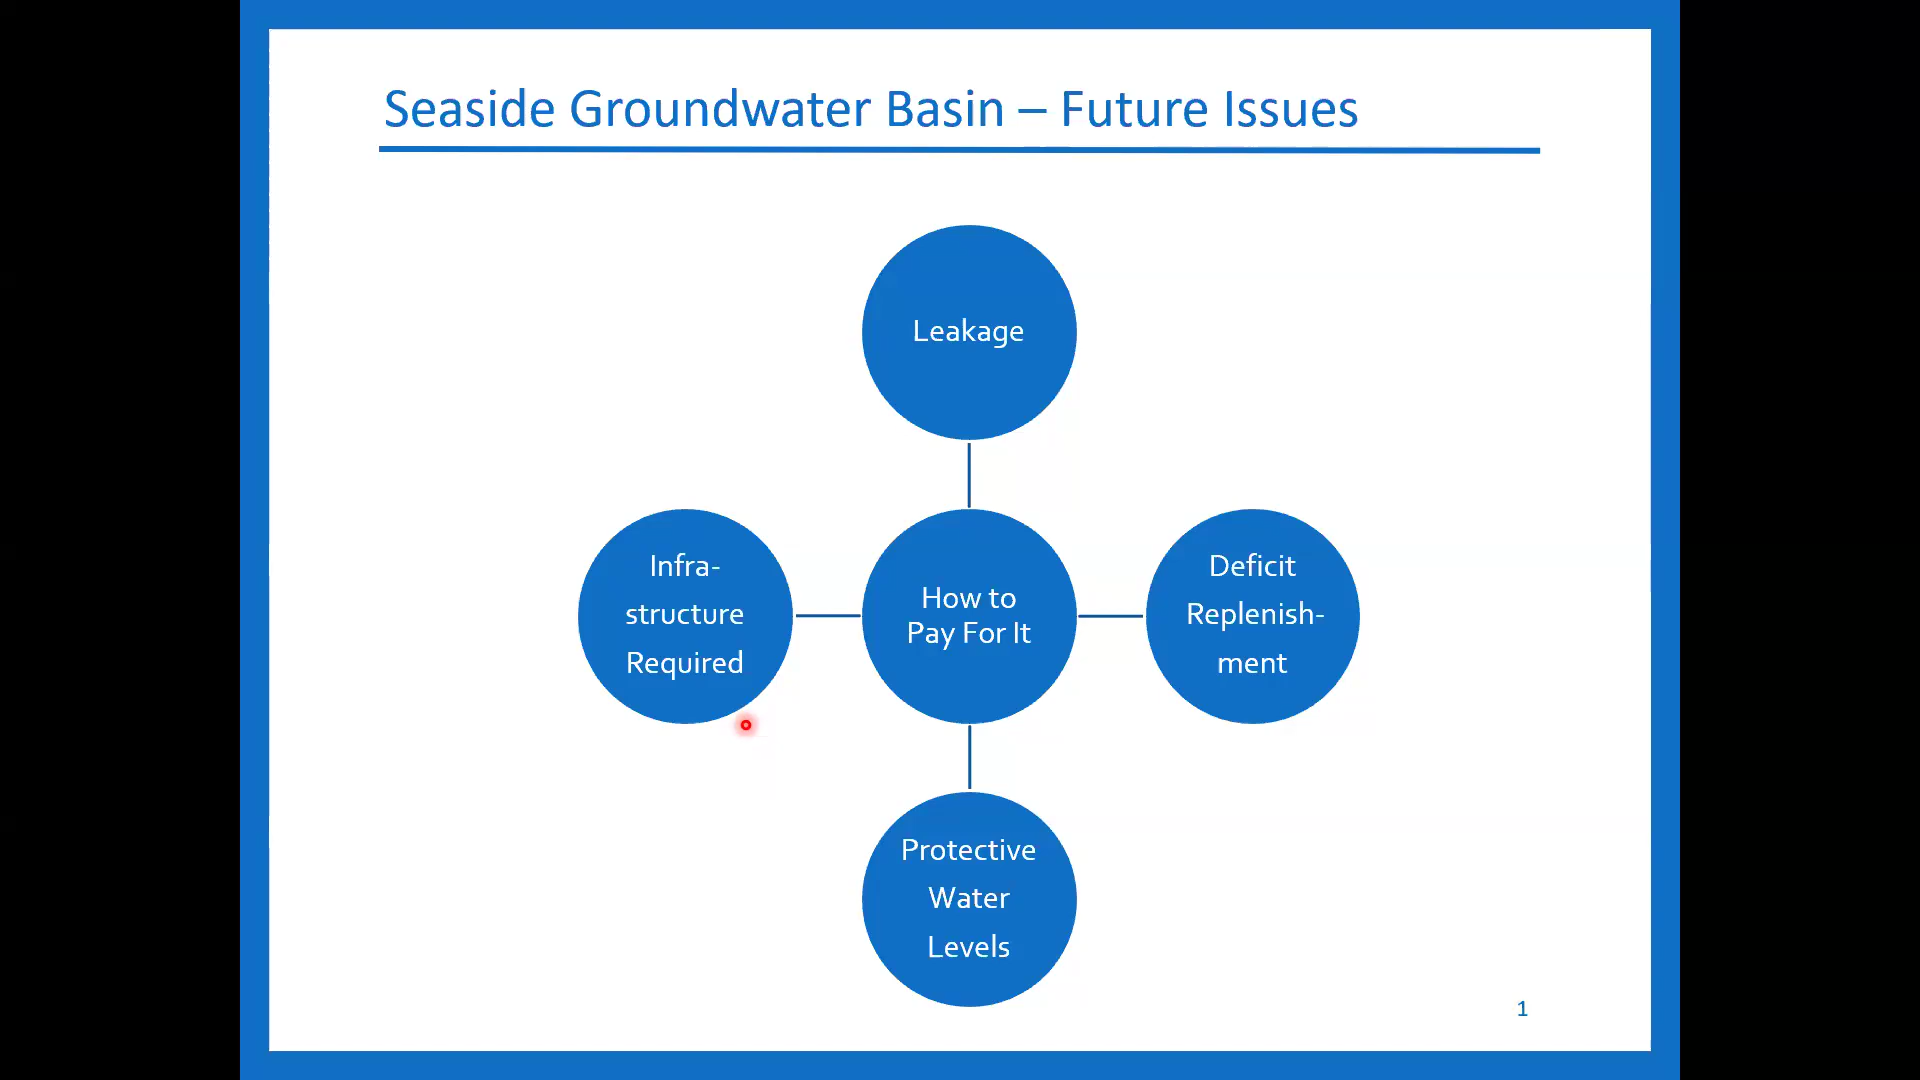 Seaside Groundwater Basin – Future Issues
Leakage
Infra-
structure
Required
How to
Pay For It
Deficit
Replenish-
ment
Protective
Water
Levels
1